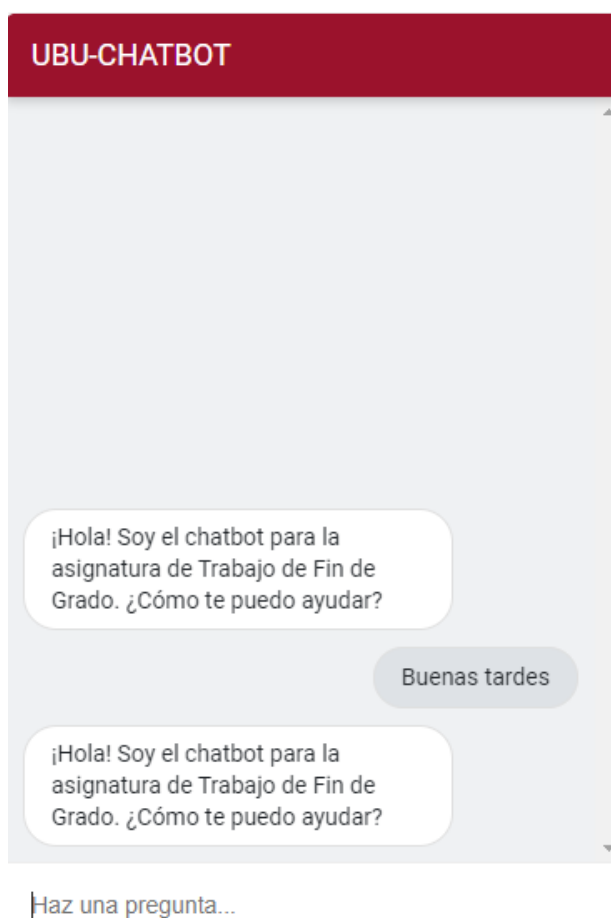 UBU-CHATBOT
¡Hola! Soy el chatbot para la
asignatura de Trabajo de Fin de
Grado. ¿Cómo te puedo ayudar?
Buenas tardes
¡Hola! Soy el chatbot para la
asignatura de Trabajo de Fin de
Grado. ¿Cómo te puedo ayudar?
Haz una pregunta...